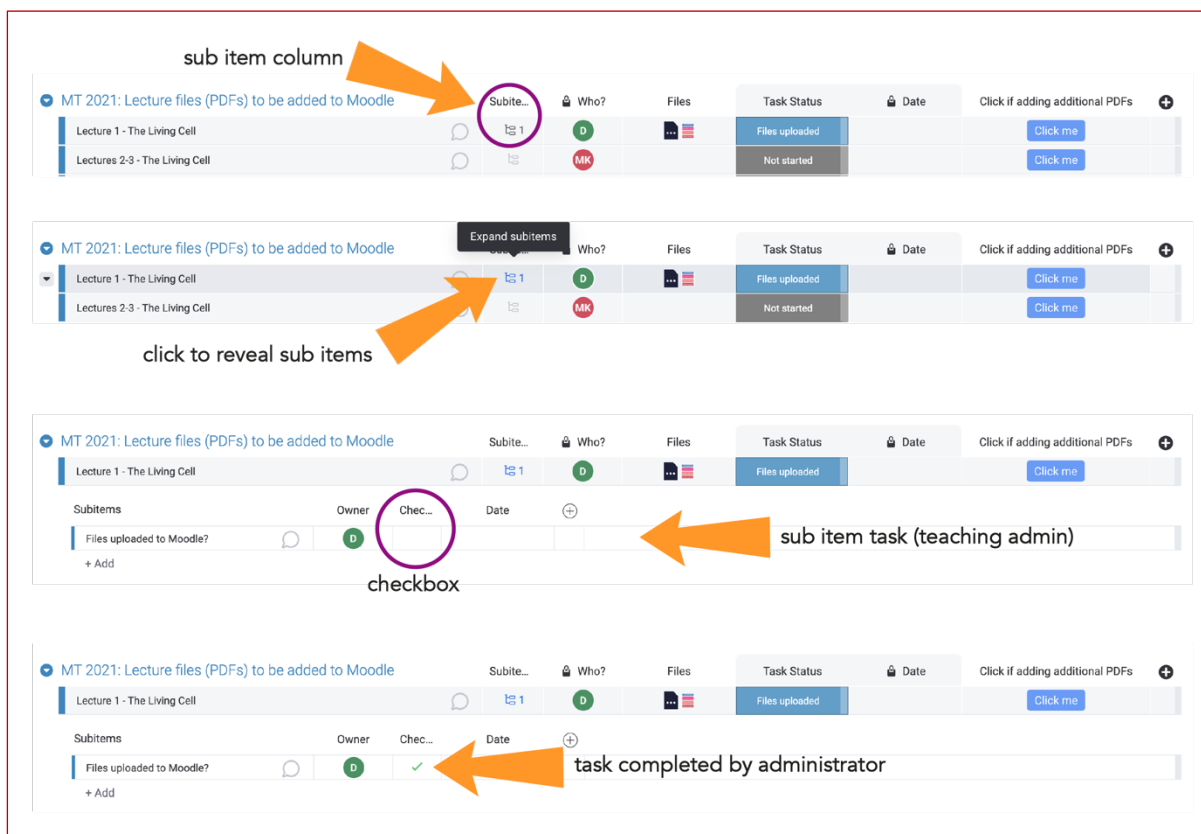 sub item column
MT 2021: Lecture files (PDFs) to be added to Moodle Subite... Who? Files Task Status Date Click if adding additional PDFs
Lecture 1 - The Living Cell 1 D Files uploaded Click me
Lectures 2-3 - The Living Cell MK Not started Click me
Expand subitems
MT 2021: Lecture files (PDFs) to be added to Moodle Who? Files Task Status Date Click if adding additional PDFs
Lecture 1 - The Living Cell 1 D Files uploaded Click me
Lectures 2-3 - The Living Cell MK Not started Click me
click to reveal sub items
MT 2021: Lecture files (PDFs) to be added to Moodle Subite... Who? Files Task Status Date Click if adding additional PDFs
Lecture 1 - The Living Cell 1 D Files uploaded Click me
Subitems Owner Chec... Date
Files uploaded to Moodle? D sub item task (teaching admin)
+ Add
checkbox
MT 2021: Lecture files (PDFs) to be added to Moodle Subite... Who? Files Task Status Date Click if adding additional PDFs
Lecture 1 - The Living Cell 1 D Files uploaded Click me
Subitems Owner Chec... Date
Files uploaded to Moodle? D task completed by administrator
+ Add